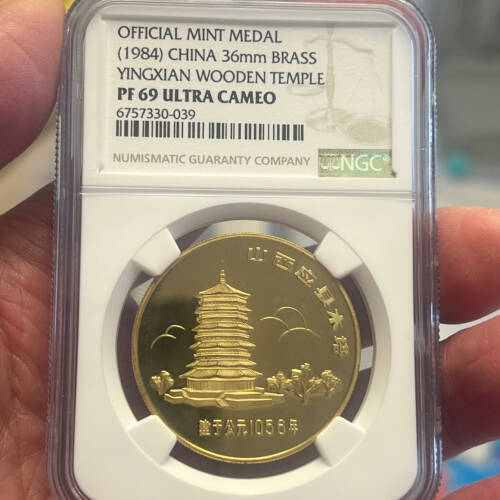 OFFICIAL MINT MEDAL
(1984) CHINA 36mm BRASS
YINGXIAN WOODEN TEMPLE
PF 69 ULTRA CAMEO
6757330-039
NUMISMATIC GUARANTY COMPANY
NGC
山西应县木塔
建于公元1056年